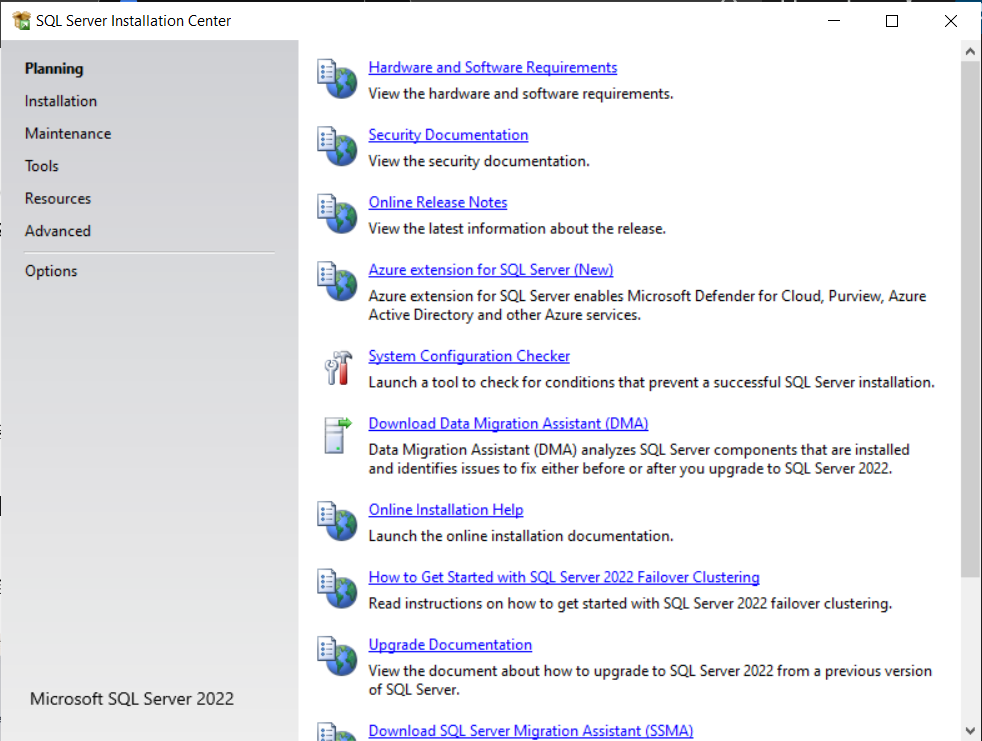 SQL Server Installation Center
Planning
Installation
Maintenance
Tools
Resources
Advanced
Options
Microsoft SQL Server 2022
Hardware and Software Requirements
View the hardware and software requirements.
Security Documentation
View the security documentation.
Online Release Notes
View the latest information about the release.
Azure extension for SQL Server (New)
Azure extension for SQL Server enables Microsoft Defender for Cloud, Purview, Azure
Active Directory and other Azure services.
System Configuration Checker
Launch a tool to check for conditions that prevent a successful SQL Server installation.
Download Data Migration Assistant (DMA)
Data Migration Assistant (DMA) analyzes SQL Server components that are installed
and identifies issues to fix either before or after you upgrade to SQL Server 2022.
Online Installation Help
Launch the online installation documentation.
How to Get Started with SQL Server 2022 Failover Clustering
Read instructions on how to get started with SQL Server 2022 failover clustering.
Upgrade Documentation
View the document about how to upgrade to SQL Server 2022 from a previous version
of SQL Server.
Download SQL Server Migration Assistant (SSMA)